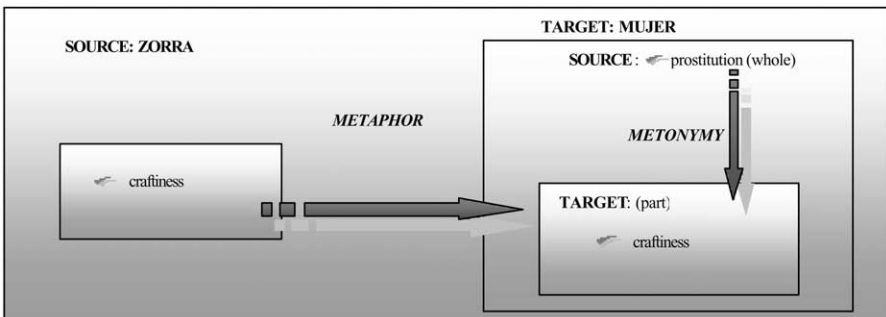 TARGET: MUJER
SOURCE: ZORRA
SOURCE : prostitution (whole)
METAPHOR
METONYMY
craftiness
TARGET: (part)
craftiness